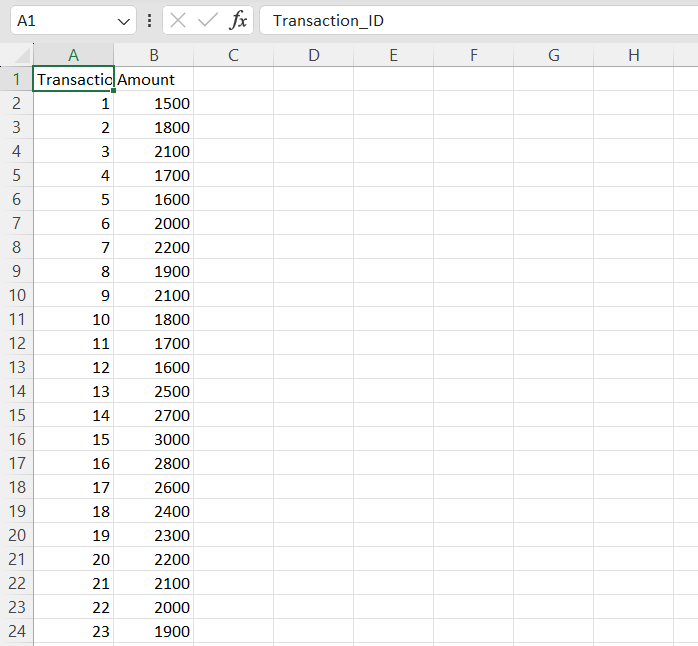 A1 fx Transaction_ID
A B C D E F G H
1 Transactio Amount
2 1 1500
3 2 1800
4 3 2100
5 4 1700
6 5 1600
7 6 2000
8 7 2200
9 8 1900
10 9 2100
11 10 1800
12 11 1700
13 12 1600
14 13 2500
15 14 2700
16 15 3000
17 16 2800
18 17 2600
19 18 2400
20 19 2300
21 20 2200
22 21 2100
23 22 2000
24 23 1900